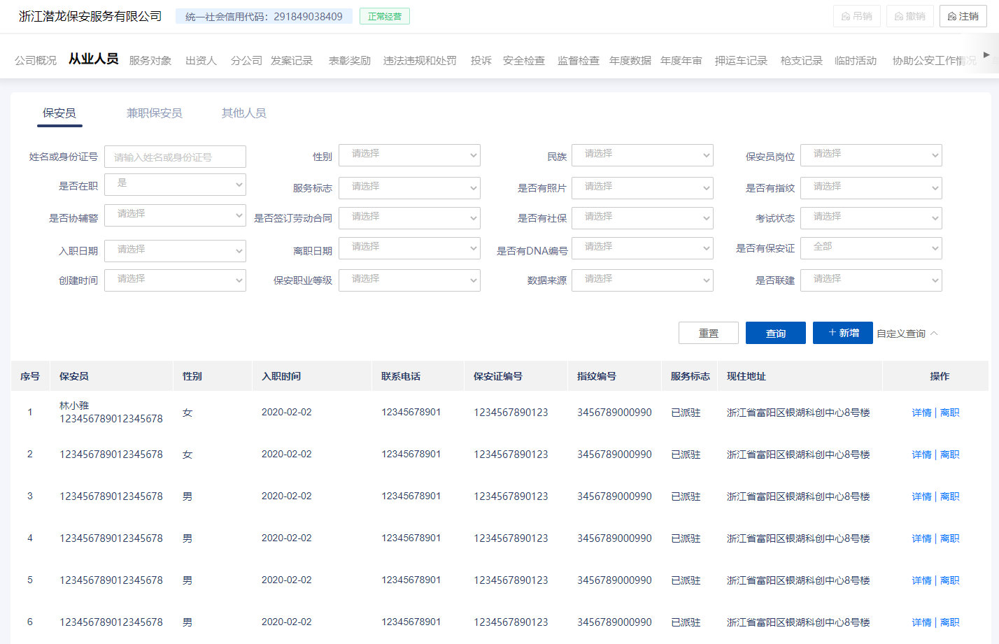 浙江潜龙保安服务有限公司 统一社会信用代码：291849038409 正常经营 吊销 撤销 注销
公司概况 从业人员 服务对象 出资人 分公司 发案记录 表彰奖励 违法违规和处罚 投诉 安全检查 监督检查 年度数据 年度年审 押运车记录 枪支记录 临时活动 协助公安工作情况
保安员 兼职保安员 其他人员
姓名或身份证号 请输入姓名或身份证号 性别 请选择 民族 请选择 保安员岗位 请选择
是否在职 是 服务标志 请选择 是否有照片 请选择 是否有指纹 请选择
是否协辅警 请选择 是否签订劳动合同 请选择 是否有社保 请选择 考试状态 请选择
入职日期 请选择 离职日期 请选择 是否有DNA编号 请选择 是否有保安证 全部
创建时间 请选择 保安职业等级 请选择 数据来源 请选择 是否联建 请选择
重置 查询 + 新增 自定义查询
序号 保安员 性别 入职时间 联系电话 保安证编号 指纹编号 服务标志 现住地址 操作
1 林小雅 123456789012345678 女 2020-02-02 12345678901 1234567890123 3456789000990 已派驻 浙江省富阳区银湖科创中心8号楼 详情 | 离职
2 123456789012345678 女 2020-02-02 12345678901 1234567890123 3456789000990 已派驻 浙江省富阳区银湖科创中心8号楼 详情 | 离职
3 123456789012345678 男 2020-02-02 12345678901 1234567890123 3456789000990 已派驻 浙江省富阳区银湖科创中心8号楼 详情 | 离职
4 123456789012345678 男 2020-02-02 12345678901 1234567890123 3456789000990 已派驻 浙江省富阳区银湖科创中心8号楼 详情 | 离职
5 123456789012345678 男 2020-02-02 12345678901 1234567890123 3456789000990 已派驻 浙江省富阳区银湖科创中心8号楼 详情 | 离职
6 123456789012345678 男 2020-02-02 12345678901 1234567890123 3456789000990 已派驻 浙江省富阳区银湖科创中心8号楼 详情 | 离职